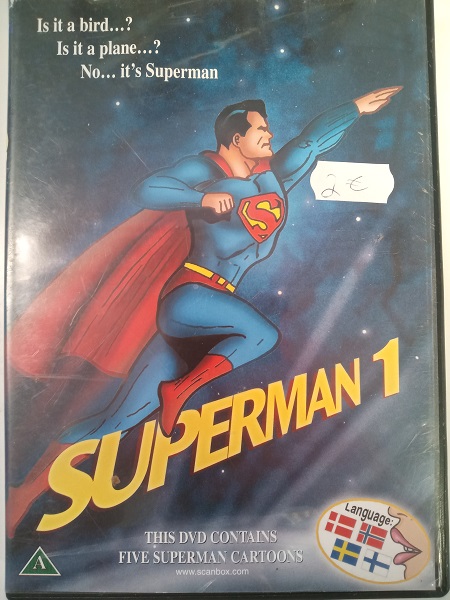 Is it a bird...?
Is it a plane...?
No... it's Superman
2 €
S
SUPERMAN 1
Language:
THIS DVD CONTAINS
FIVE SUPERMAN CARTOONS
www.scanbox.com
A